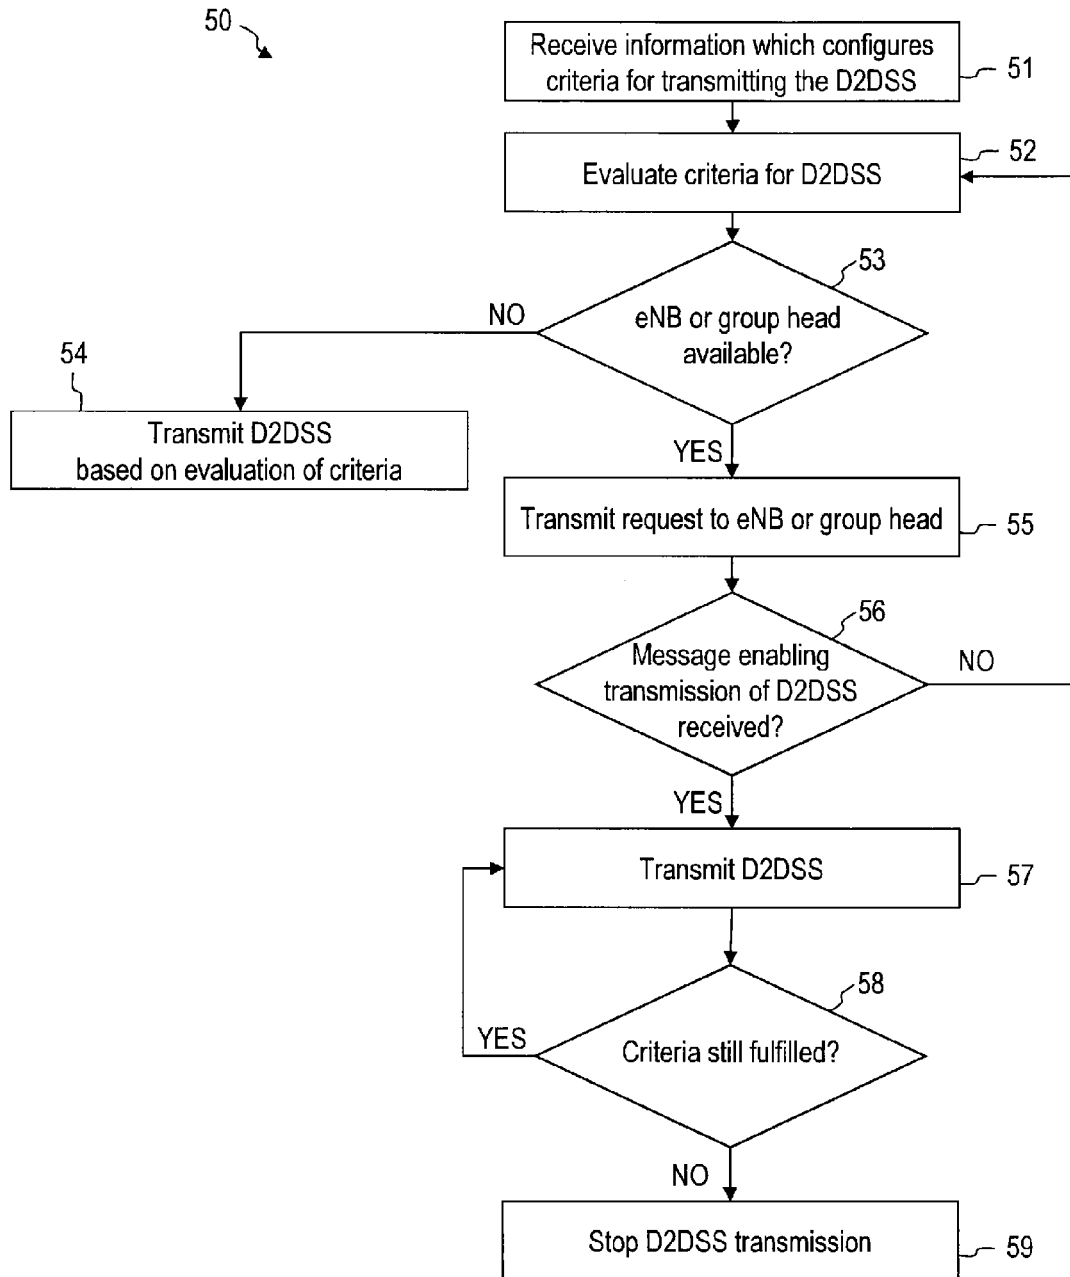 50
Receive information which configures
criteria for transmitting the D2DSS
51
52
Evaluate criteria for D2DSS
53
NO
eNB or group head
available?
54
Transmit D2DSS
based on evaluation of criteria
YES
Transmit request to eNB or group head
55
56
Message enabling
transmission of D2DSS
received?
NO
YES
Transmit D2DSS
57
58
YES
Criteria still fulfilled?
NO
Stop D2DSS transmission
59